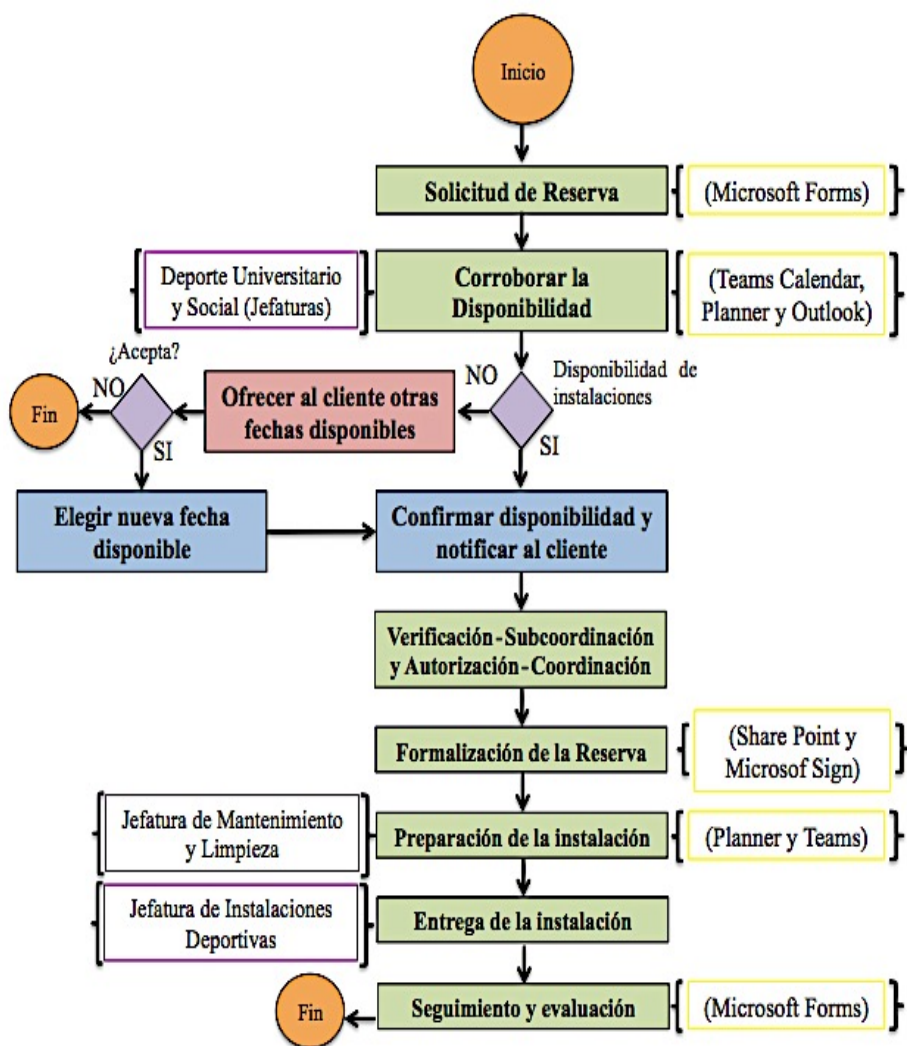 Inicio
Solicitud de Reserva
(Microsoft Forms)
Deporte Universitario
y Social (Jefaturas)
Corroborar la
Disponibilidad
(Teams Calendar,
Planner y Outlook)
¿Acepta?
NO
Fin
SI
Ofrecer al cliente otras
fechas disponibles
NO
Disponibilidad de
instalaciones
SI
Elegir nueva fecha
disponible
Confirmar disponibilidad y
notificar al cliente
Verificación-Subcoordinación
y Autorización-Coordinación
Formalización de la Reserva
(Share Point y
Microsof Sign)
Jefatura de Mantenimiento
y Limpieza
Preparación de la instalación
(Planner y Teams)
Jefatura de Instalaciones
Deportivas
Entrega de la instalación
Fin
Seguimiento y evaluación
(Microsoft Forms)